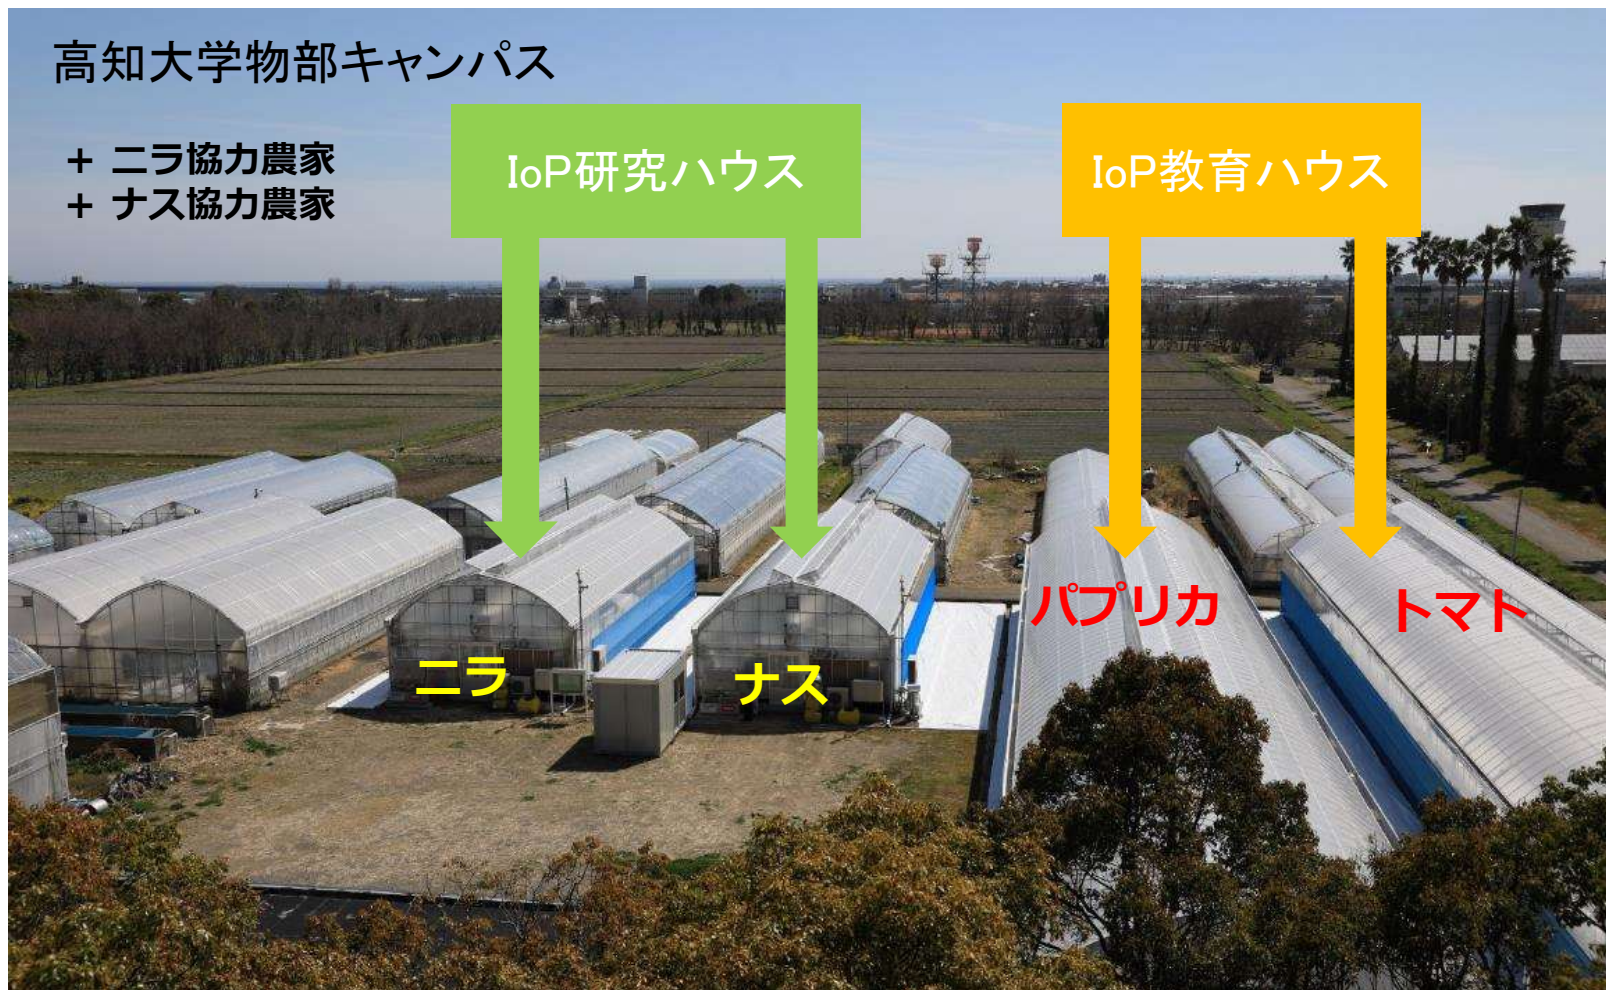 高知大学物部キャンパス
+ ニラ協力農家
+ ナス協力農家
IoP研究ハウス
IoP教育ハウス
パプリカ
トマト
ニラ
ナス